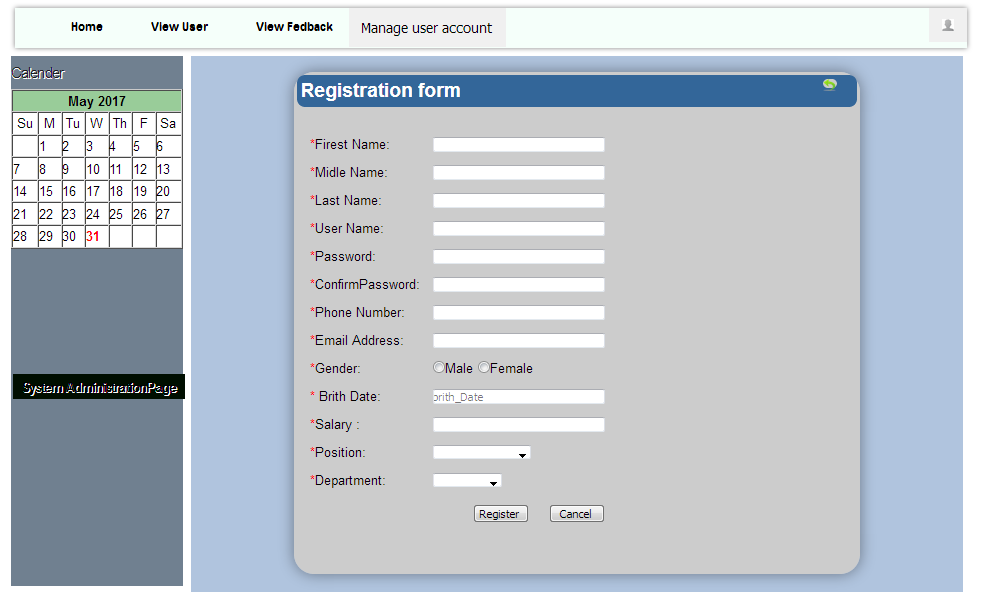 Home View User View Fedback Manage user account
Calender
May 2017
Su M Tu W Th F Sa
1 2 3 4 5 6
7 8 9 10 11 12 13
14 15 16 17 18 19 20
21 22 23 24 25 26 27
28 29 30 31
System AdministrationPage
Registration form
*Firest Name:
*Midle Name:
*Last Name:
*User Name:
*Password:
*ConfirmPassword:
*Phone Number:
*Email Address:
*Gender: Male Female
* Brith Date: brith_Date
*Salary :
*Position:
*Department:
Register Cancel